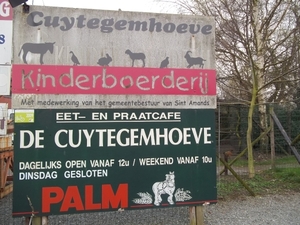 Cuytegemhoeve
Kinderboerderij
Met medewerking van het gemeentebestuur van Sint Amands
EET- EN PRAATCAFE
DE CUYTEGEMHOEVE
DAGELIJKS OPEN VANAF 12u / WEEKEND VANAF 10u
DINSDAG GESLOTEN
PALM